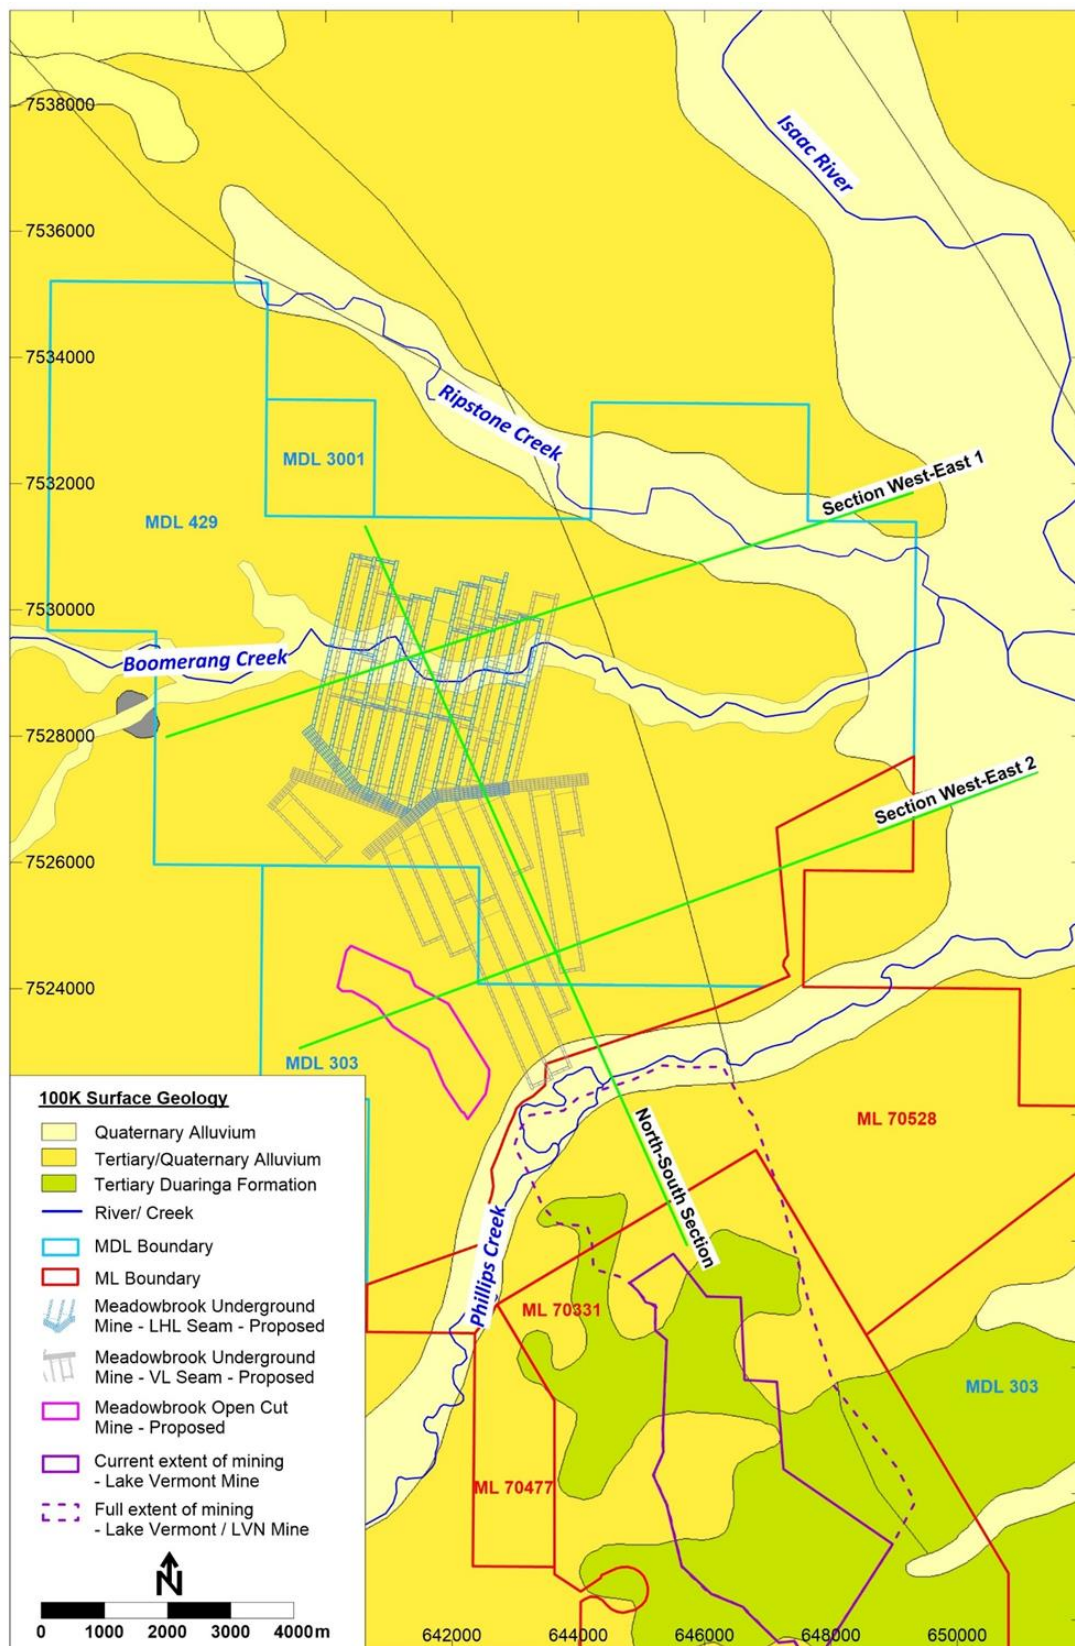 7538000
Isaac River
7536000
7534000
Ripstone Creek
MDL 3001
7532000
Section West-East 1
MDL 429
7530000
Boomerang Creek
7528000
Section West-East 2
7526000
7524000
MDL 303
ML 70528
North-South Section
Phillips Creek
ML 70331
MDL 303
ML 70477
100K Surface Geology
Quaternary Alluvium
Tertiary/Quaternary Alluvium
Tertiary Duaringa Formation
River/ Creek
MDL Boundary
ML Boundary
Meadowbrook Underground
Mine - LHL Seam - Proposed
Meadowbrook Underground
Mine - VL Seam - Proposed
Meadowbrook Open Cut
Mine - Proposed
Current extent of mining
- Lake Vermont Mine
Full extent of mining
- Lake Vermont / LVN Mine
N
0 1000 2000 3000 4000m
642000 644000 646000 648000 650000